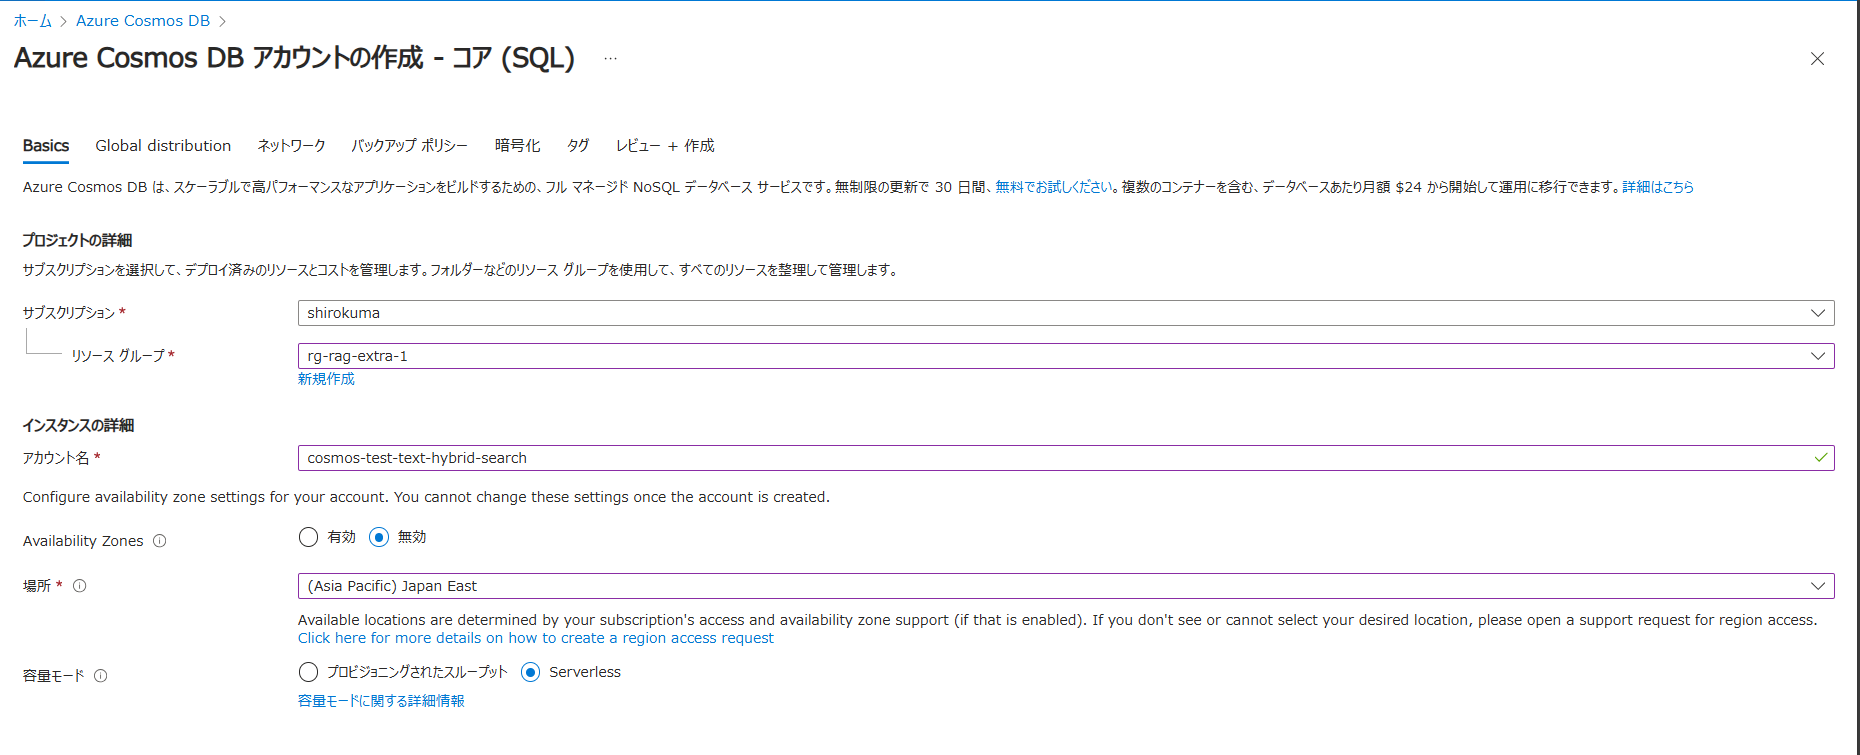 ホーム > Azure Cosmos DB >
Azure Cosmos DB アカウントの作成 - コア (SQL) ...
Basics Global distribution ネットワーク バックアップ ポリシー 暗号化 タグ レビュー + 作成
Azure Cosmos DB は、スケーラブルで高パフォーマンスなアプリケーションをビルドするための、フル マネージド NoSQL データベース サービスです。無制限の更新で 30 日間、無料でお試しください。複数のコンテナーを含む、データベースあたり月額 $24 から開始して運用に移行できます。詳細はこちら
プロジェクトの詳細
サブスクリプションを選択して、デプロイ済みのリソースとコストを管理します。フォルダーなどのリソース グループを使用して、すべてのリソースを整理して管理します。
サブスクリプション * shirokuma
リソース グループ * rg-rag-extra-1
新規作成
インスタンスの詳細
アカウント名 * cosmos-test-text-hybrid-search
Configure availability zone settings for your account. You cannot change these settings once the account is created.
Availability Zones 有効 無効
場所 * (Asia Pacific) Japan East
Available locations are determined by your subscription's access and availability zone support (if that is enabled). If you don't see or cannot select your desired location, please open a support request for region access.
Click here for more details on how to create a region access request
容量モード プロビジョニングされたスループット Serverless
容量モードに関する詳細情報